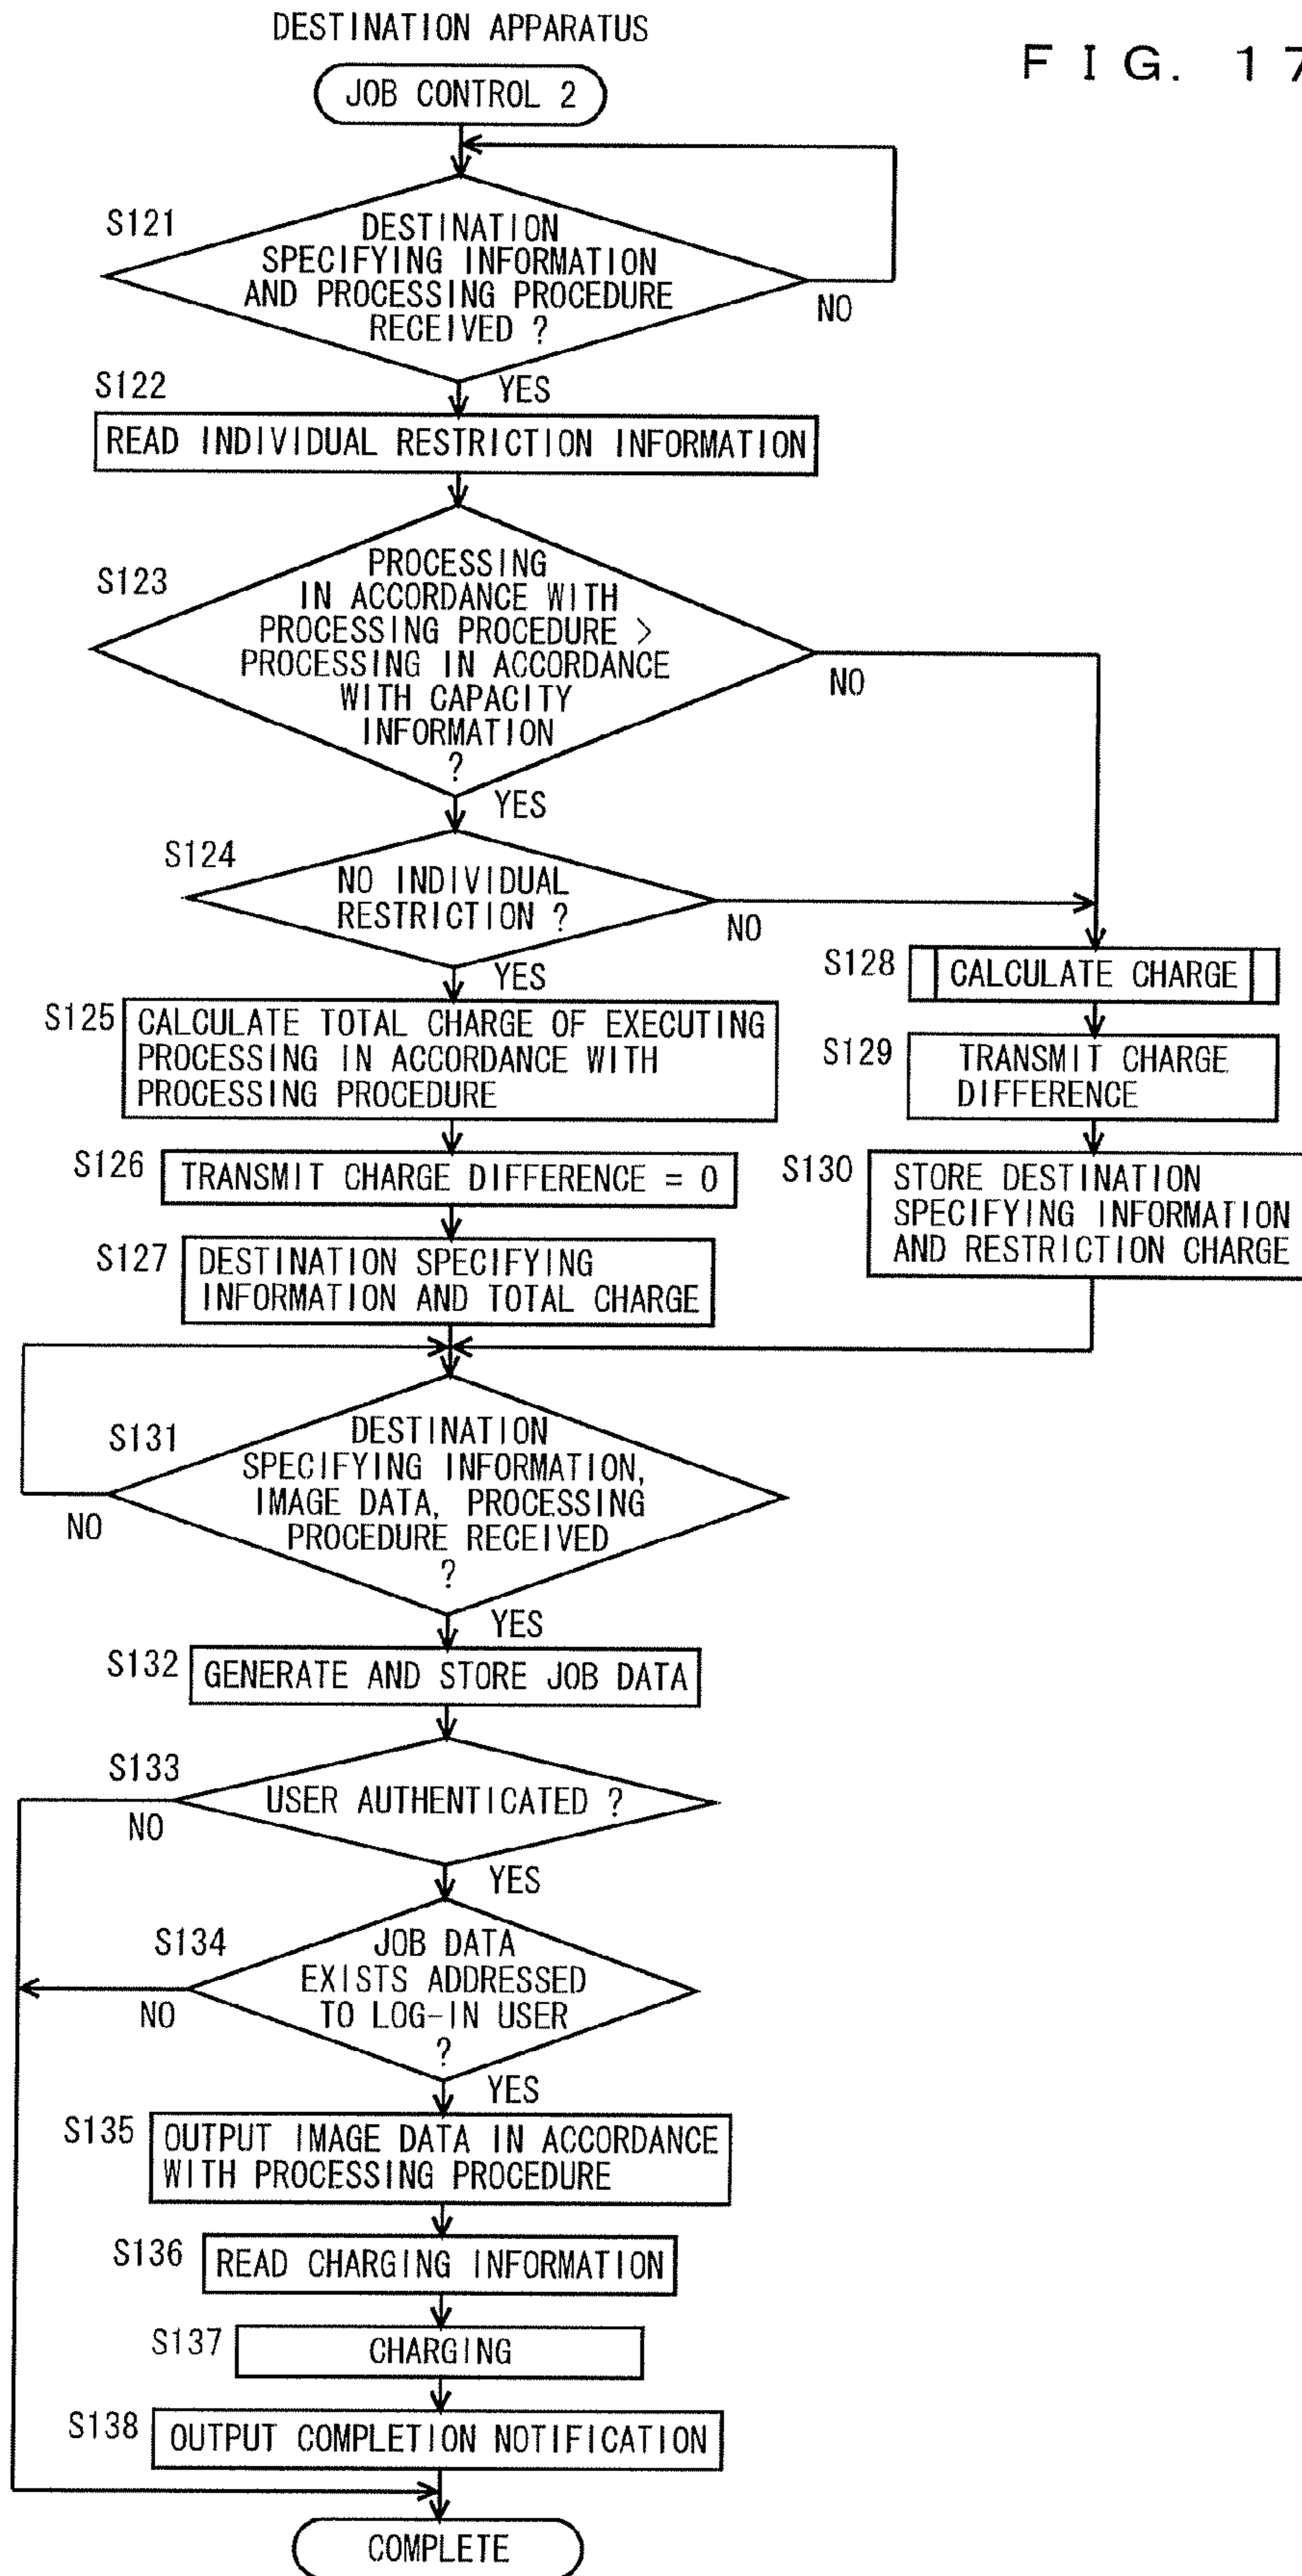 DESTINATION APPARATUS
FIG. 17
JOB CONTROL 2
S121
DESTINATION
SPECIFYING INFORMATION
AND PROCESSING PROCEDURE
RECEIVED ?
NO
YES
S122
READ INDIVIDUAL RESTRICTION INFORMATION
S123
PROCESSING
IN ACCORDANCE WITH
PROCESSING PROCEDURE >
PROCESSING IN ACCORDANCE
WITH CAPACITY
INFORMATION
?
NO
YES
S124
NO INDIVIDUAL
RESTRICTION ?
NO
YES
S125
CALCULATE TOTAL CHARGE OF EXECUTING
PROCESSING IN ACCORDANCE WITH
PROCESSING PROCEDURE
S126
TRANSMIT CHARGE DIFFERENCE = 0
S127
DESTINATION SPECIFYING
INFORMATION AND TOTAL CHARGE
S128
CALCULATE CHARGE
S129
TRANSMIT CHARGE
DIFFERENCE
S130
STORE DESTINATION
SPECIFYING INFORMATION
AND RESTRICTION CHARGE
S131
DESTINATION
SPECIFYING INFORMATION,
IMAGE DATA, PROCESSING
PROCEDURE RECEIVED
?
NO
YES
S132
GENERATE AND STORE JOB DATA
S133
USER AUTHENTICATED ?
NO
YES
S134
JOB DATA
EXISTS ADDRESSED
TO LOG-IN USER
?
NO
YES
S135
OUTPUT IMAGE DATA IN ACCORDANCE
WITH PROCESSING PROCEDURE
S136
READ CHARGING INFORMATION
S137
CHARGING
S138
OUTPUT COMPLETION NOTIFICATION
COMPLETE